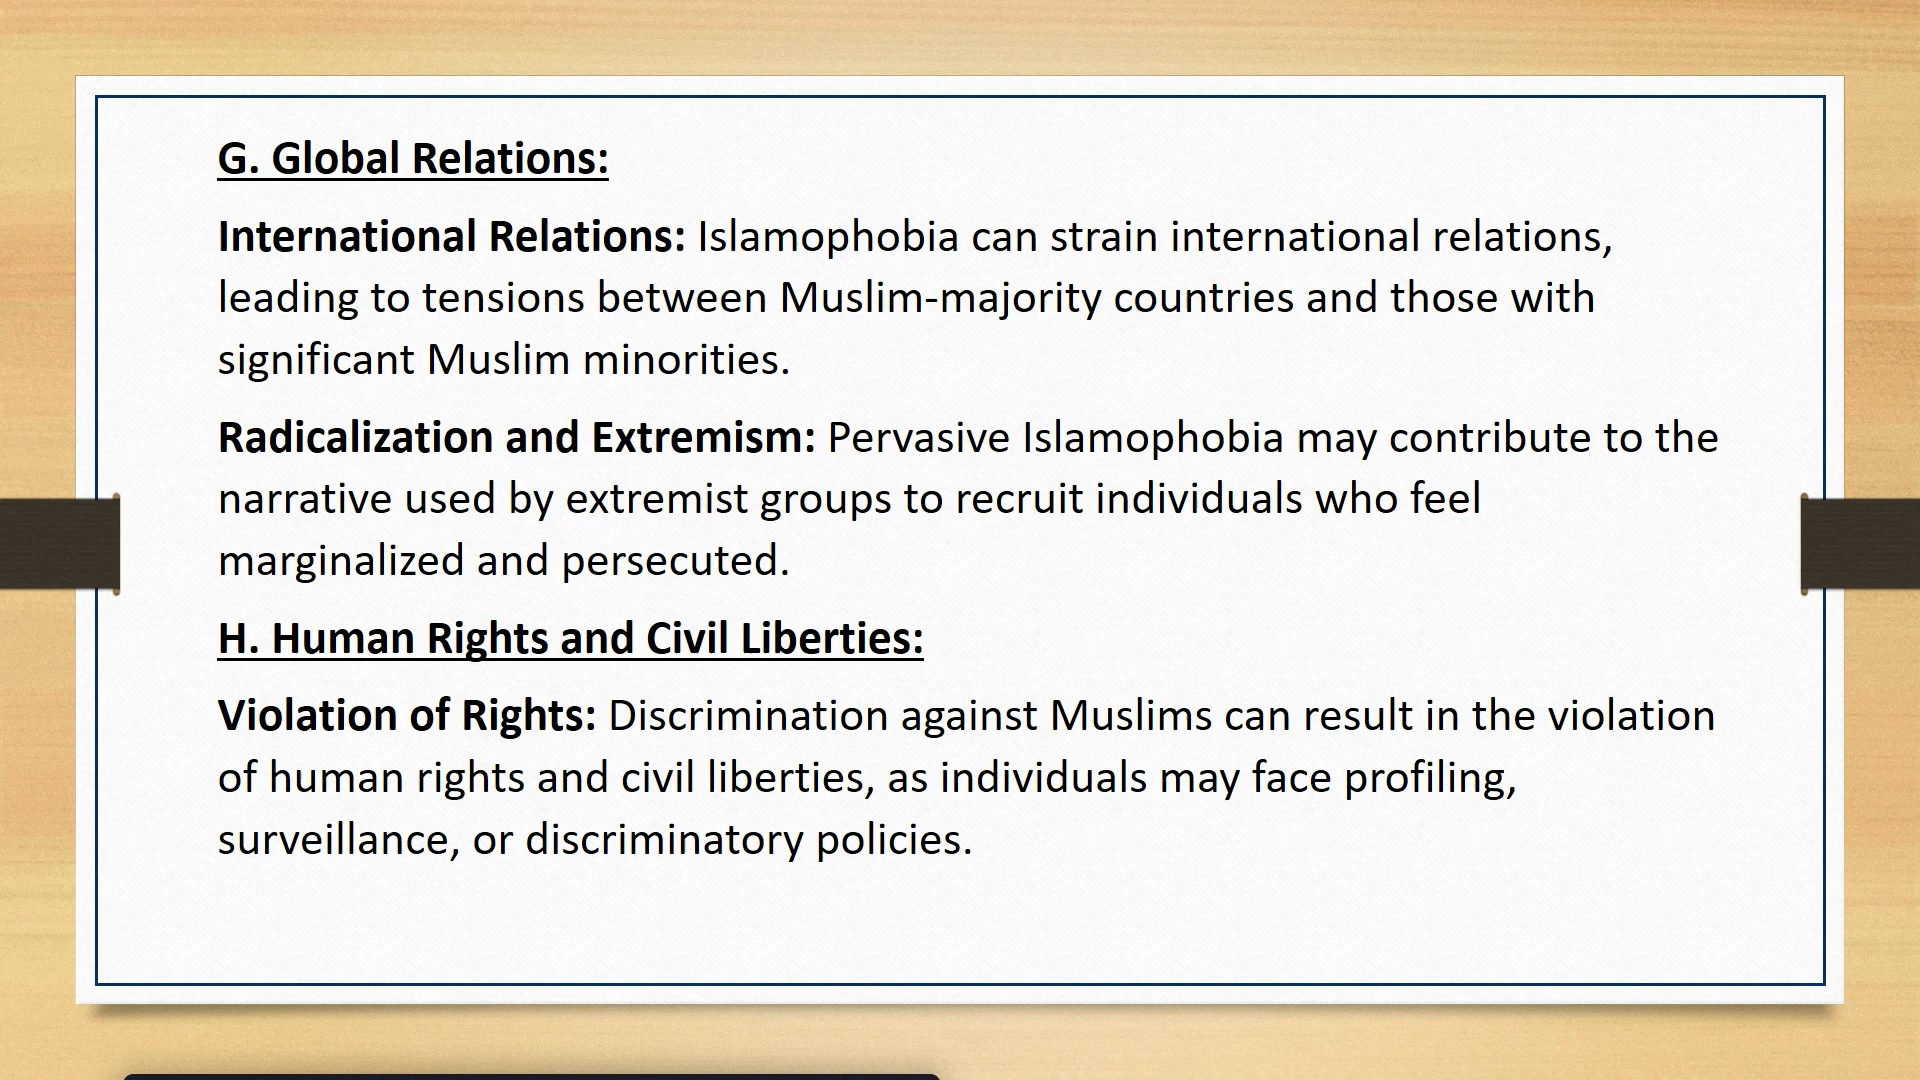 G. Global Relations:
International Relations: Islamophobia can strain international relations,
leading to tensions between Muslim-majority countries and those with
significant Muslim minorities.
Radicalization and Extremism: Pervasive Islamophobia may contribute to the
narrative used by extremist groups to recruit individuals who feel
marginalized and persecuted.
H. Human Rights and Civil Liberties:
Violation of Rights: Discrimination against Muslims can result in the violation
of human rights and civil liberties, as individuals may face profiling,
surveillance, or discriminatory policies.